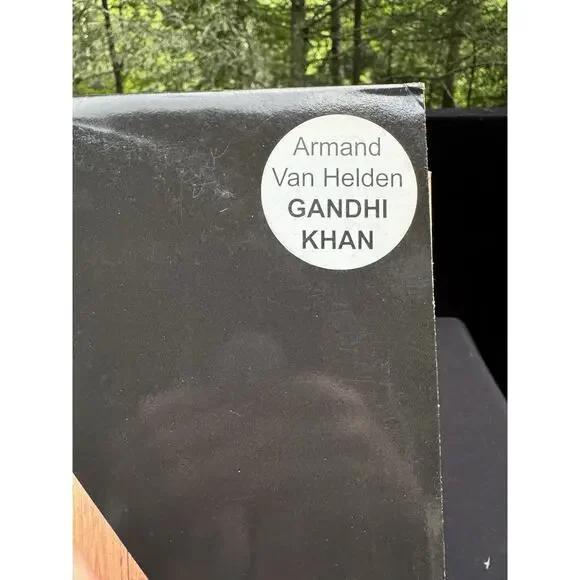 Armand
Van Helden
GANDHI
KHAN